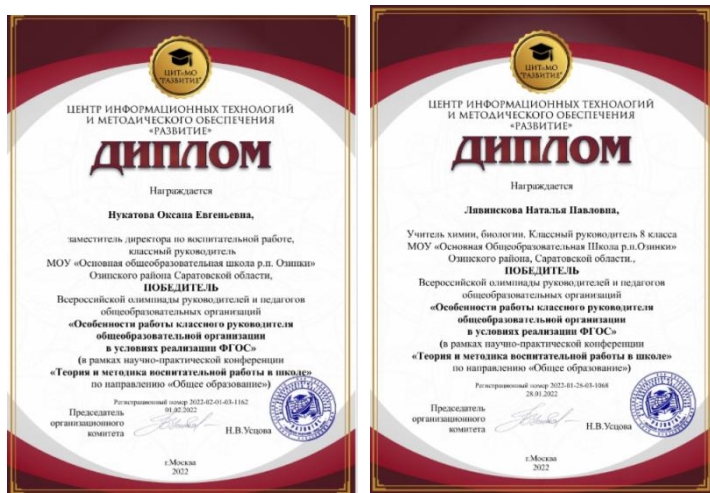 ЦИТиМО
"РАЗВИТИЕ"
ЦЕНТР ИНФОРМАЦИОННЫХ ТЕХНОЛОГИЙ
И МЕТОДИЧЕСКОГО ОБЕСПЕЧЕНИЯ
«РАЗВИТИЕ»
ДИПЛОМ
Награждается
Нукатова Оксана Евгеньевна,
заместитель директора по воспитательной работе,
классный руководитель
МОУ «Основная общеобразовательная школа р.п. Озинки»
Озинского района Саратовской области,
ПОБЕДИТЕЛЬ
Всероссийской олимпиады руководителей и педагогов
общеобразовательных организаций
«Особенности работы классного руководителя
общеобразовательной организации
в условиях реализации ФГОС»
(в рамках научно-практической конференции
«Теория и методика воспитательной работы в школе»
по направлению «Общее образование»)
Регистрационный номер 2022-02-01-03-1162
01.02.2022
Председатель
организационного
комитета
Н.В.Усцова
РАЗВИТИЕ
г.Москва
2022
ЦИТиМО
"РАЗВИТИЕ"
ЦЕНТР ИНФОРМАЦИОННЫХ ТЕХНОЛОГИЙ
И МЕТОДИЧЕСКОГО ОБЕСПЕЧЕНИЯ
«РАЗВИТИЕ»
ДИПЛОМ
Награждается
Лявинскова Наталья Павловна,
Учитель химии, биологии, Классный руководитель 8 класса
МОУ «Основная Общеобразовательная Школа р.п.Озинки»
Озинского района, Саратовской области.,
ПОБЕДИТЕЛЬ
Всероссийской олимпиады руководителей и педагогов
общеобразовательных организаций
«Особенности работы классного руководителя
общеобразовательной организации
в условиях реализации ФГОС»
(в рамках научно-практической конференции
«Теория и методика воспитательной работы в школе»
по направлению «Общее образование»)
Регистрационный номер 2022-01-28-03-1068
28.01.2022
Председатель
организационного
комитета
Н.В.Усцова
РАЗВИТИЕ
г.Москва
2022